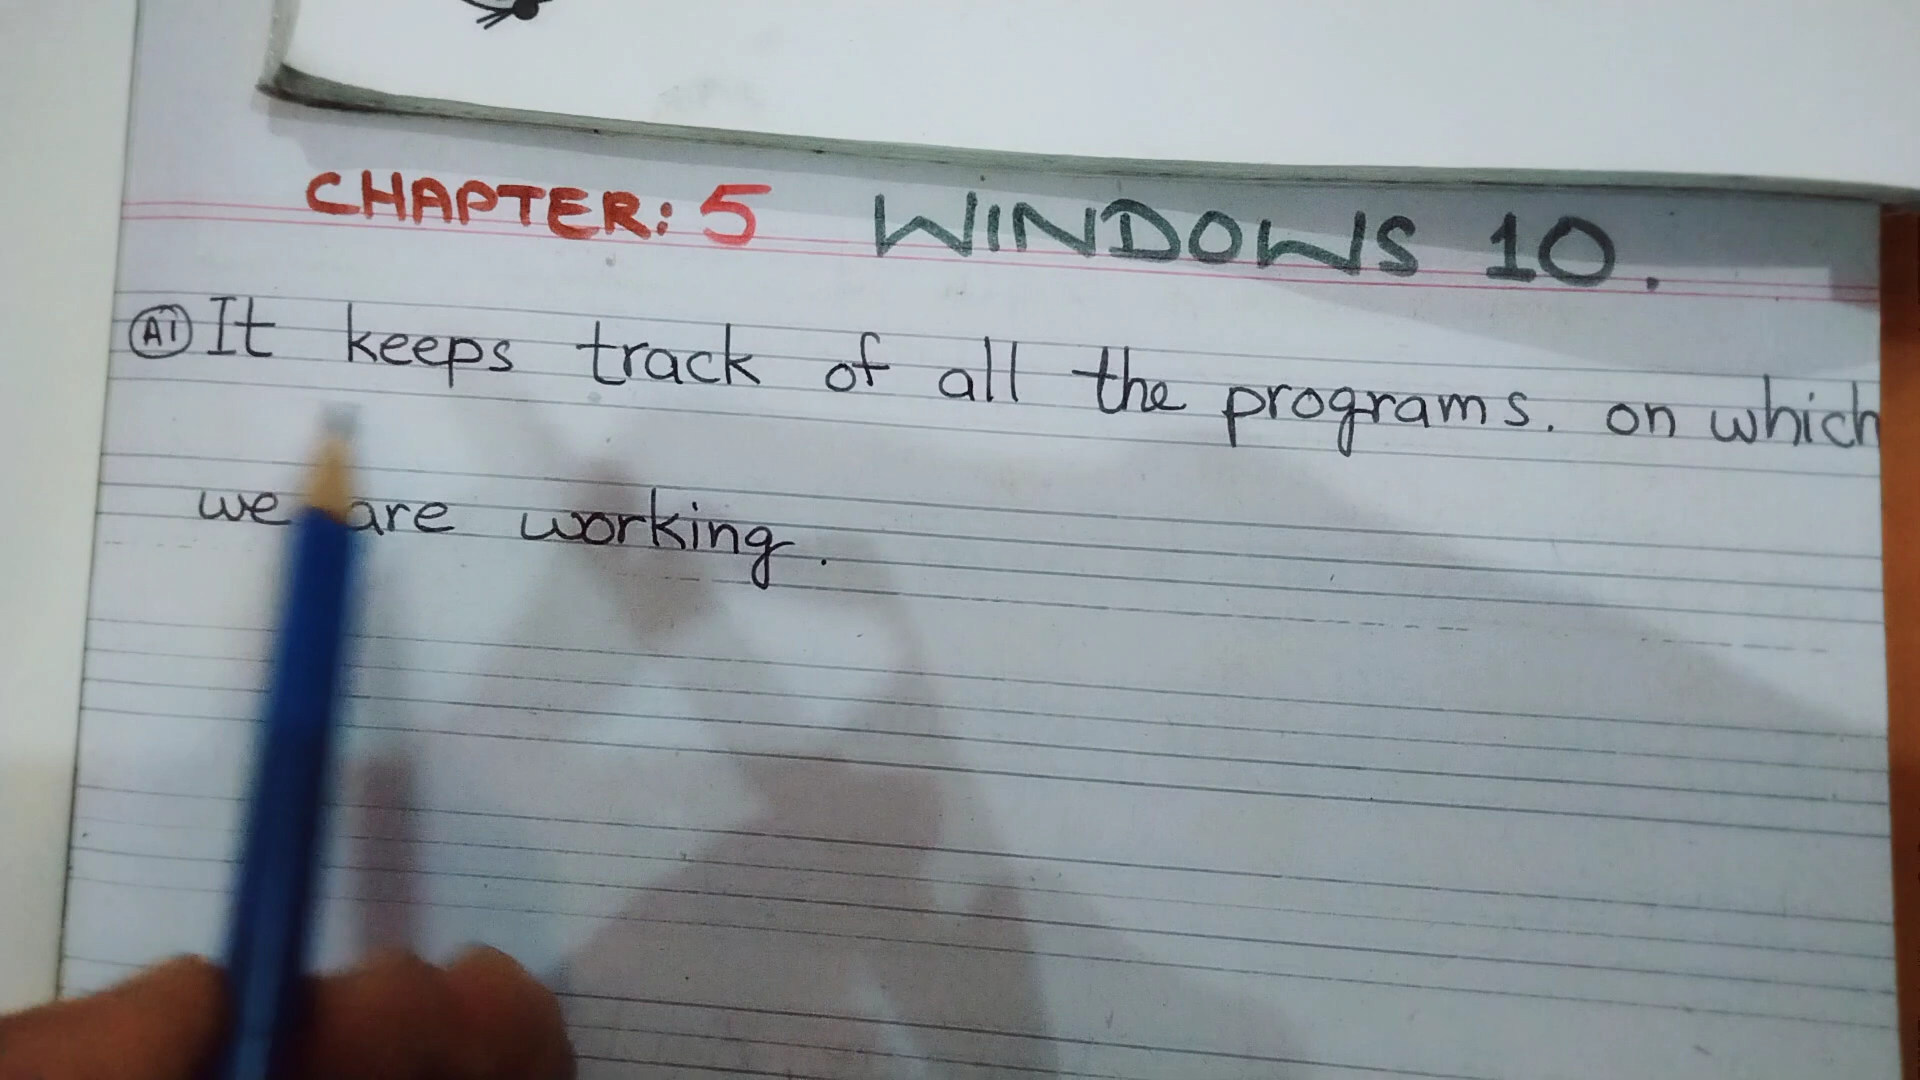 CHAPTER: 5 WINDOWS 10.
A1 It keeps track of all the programs. on which
we are working.